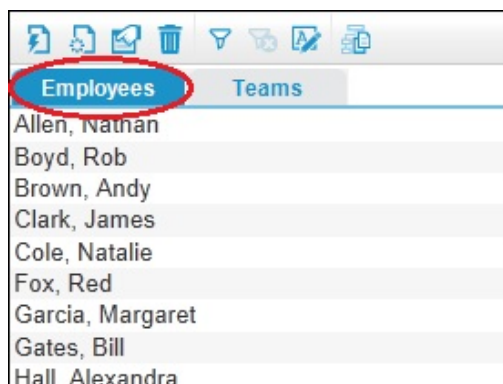 Employees Teams
Allen, Nathan
Boyd, Rob
Brown, Andy
Clark, James
Cole, Natalie
Fox, Red
Garcia, Margaret
Gates, Bill
Hall, Alexandra